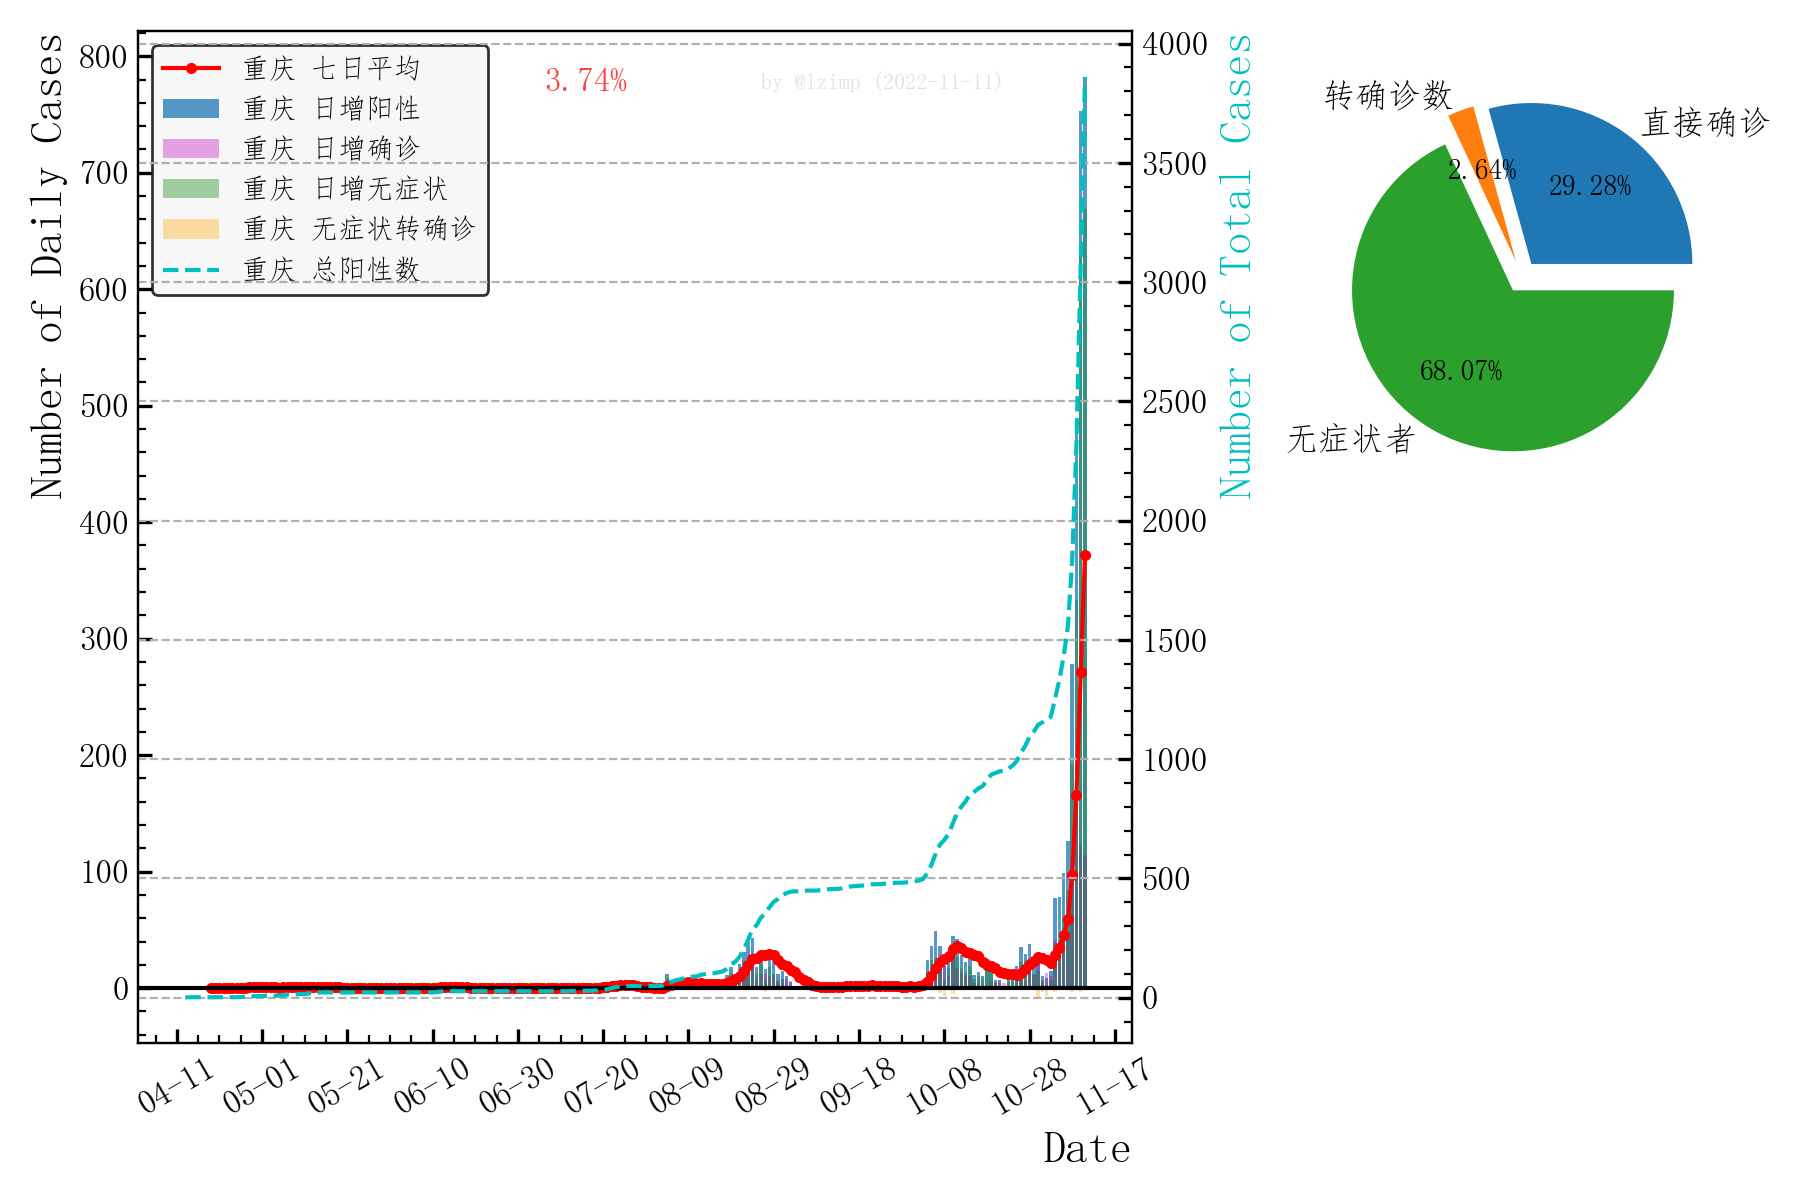 重庆 七日平均
重庆 日增阳性
重庆 日增确诊
重庆 日增无症状
重庆 无症状转确诊
重庆 总阳性数
3.74%
by @lzimp (2022-11-11)
Number of Daily Cases
800
700
600
500
400
300
200
100
0
04-11
05-01
05-21
06-10
06-30
07-20
08-09
08-29
09-18
10-08
10-28
11-17
Date
4000
3500
3000
2500
2000
1500
1000
500
0
Number of Total Cases
转确诊数
直接确诊
2.64%
29.28%
68.07%
无症状者